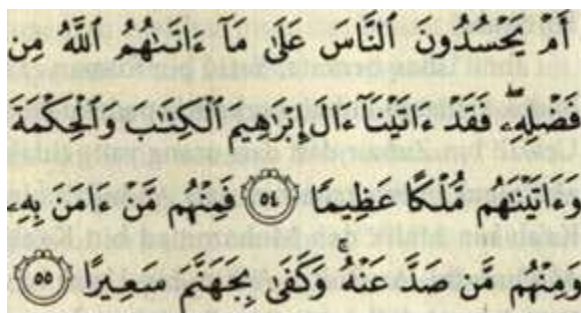 أَمْ يَحْسُدُونَ ٱلنَّاسَ عَلَىٰ مَآ ءَاتَىٰهُمُ ٱللَّهُ مِن
فَضْلِهِۦۖ فَقَدْ ءَاتَيْنَآ ءَالَ إِبْرَٰهِيمَ ٱلْكِتَٰبَ وَٱلْحِكْمَةَ
وَءَاتَيْنَٰهُم مُّلْكًا عَظِيمًا ٥٤ فَمِنْهُم مَّنْ ءَامَنَ بِهِۦ
وَمِنْهُم مَّن صَدَّ عَنْهُۚ وَكَفَىٰ بِجَهَنَّمَ سَعِيرًا ٥٥